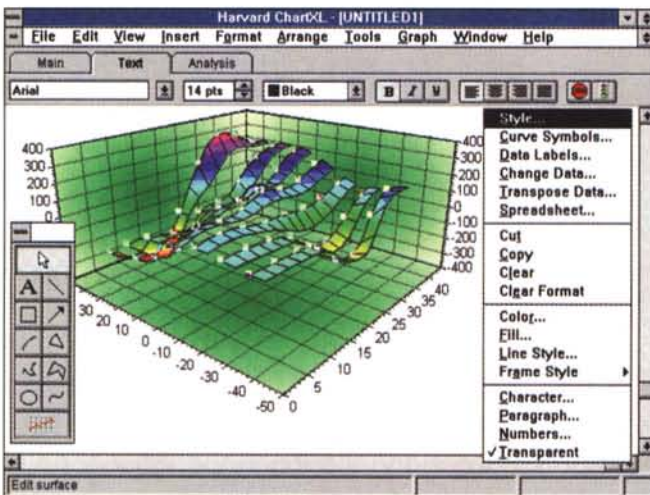 Harvard ChartXL - [UNTITLED1]
File Edit View Insert Format Arrange Tools Graph Window Help
Main Text Analysis
Arial 14 pts Black B I U
400
300
200
100
0
30 20 10 0 -10 -20 -30 -40 -50
0 5 10 15 20 25 30 35 40
400
300
200
100
0
-100
-200
-300
-400
A
Style...
Curve Symbols...
Data Labels...
Change Data...
Transpose Data...
Spreadsheet...
Cut
Copy
Clear
Clear Format
Color...
Fill...
Line Style...
Frame Style
Character...
Paragraph...
Numbers...
✓Transparent
Edit surface